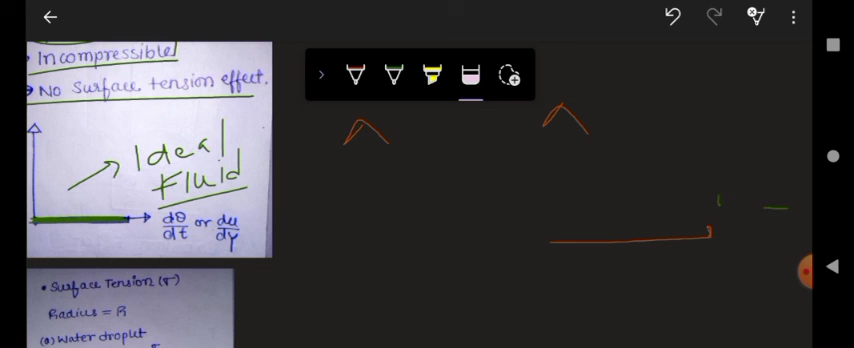 Incompressible
No Surface tension effect.
Ideal
Fluid
dθ/dt or du/dy
• Surface Tension (σ)
Radius = R
(a) Water droplet